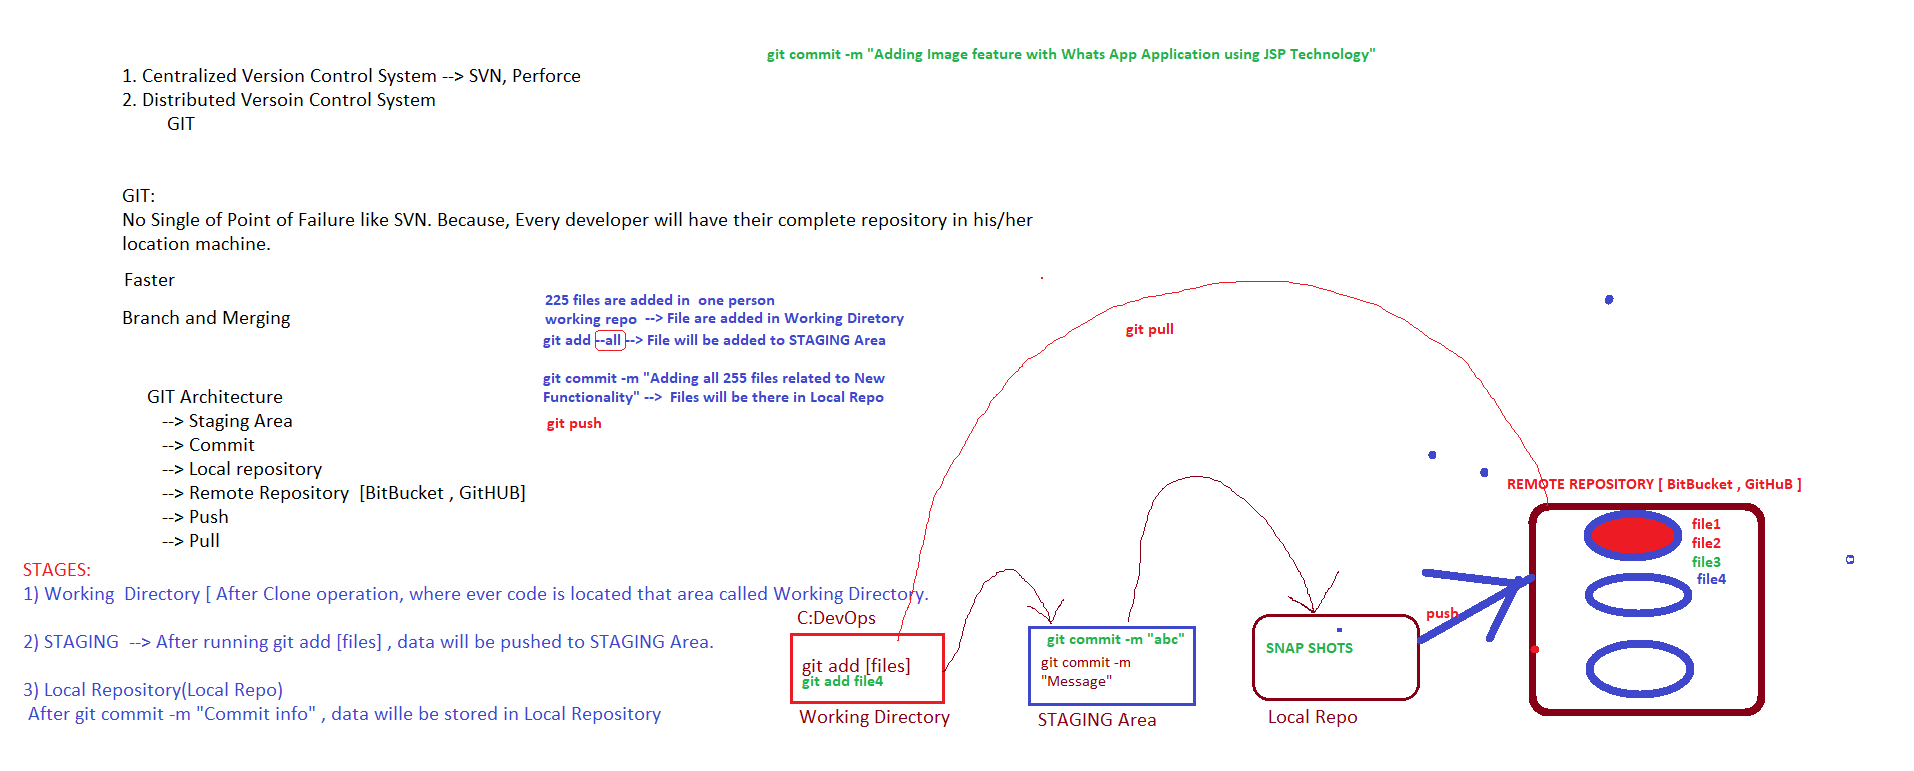 git commit -m "Adding Image feature with Whats App Application using JSP Technology"
1. Centralized Version Control System --> SVN, Perforce
2. Distributed Versoin Control System
GIT
GIT:
No Single of Point of Failure like SVN. Because, Every developer will have their complete repository in his/her
location machine.
Faster
Branch and Merging
225 files are added in one person
working repo --> File are added in Working Diretory
git add --all --> File will be added to STAGING Area
git commit -m "Adding all 255 files related to New
Functionality" --> Files will be there in Local Repo
git push
git pull
GIT Architecture
--> Staging Area
--> Commit
--> Local repository
--> Remote Repository [BitBucket , GitHUB]
--> Push
--> Pull
STAGES:
1) Working Directory [ After Clone operation, where ever code is located that area called Working Directory.
2) STAGING --> After running git add [files] , data will be pushed to STAGING Area.
3) Local Repository(Local Repo)
After git commit -m "Commit info" , data wille be stored in Local Repository
C:DevOps
git add [files]
git add file4
Working Directory
git commit -m "abc"
git commit -m
"Message"
STAGING Area
SNAP SHOTS
Local Repo
push
REMOTE REPOSITORY [ BitBucket , GitHuB ]
file1
file2
file3
file4